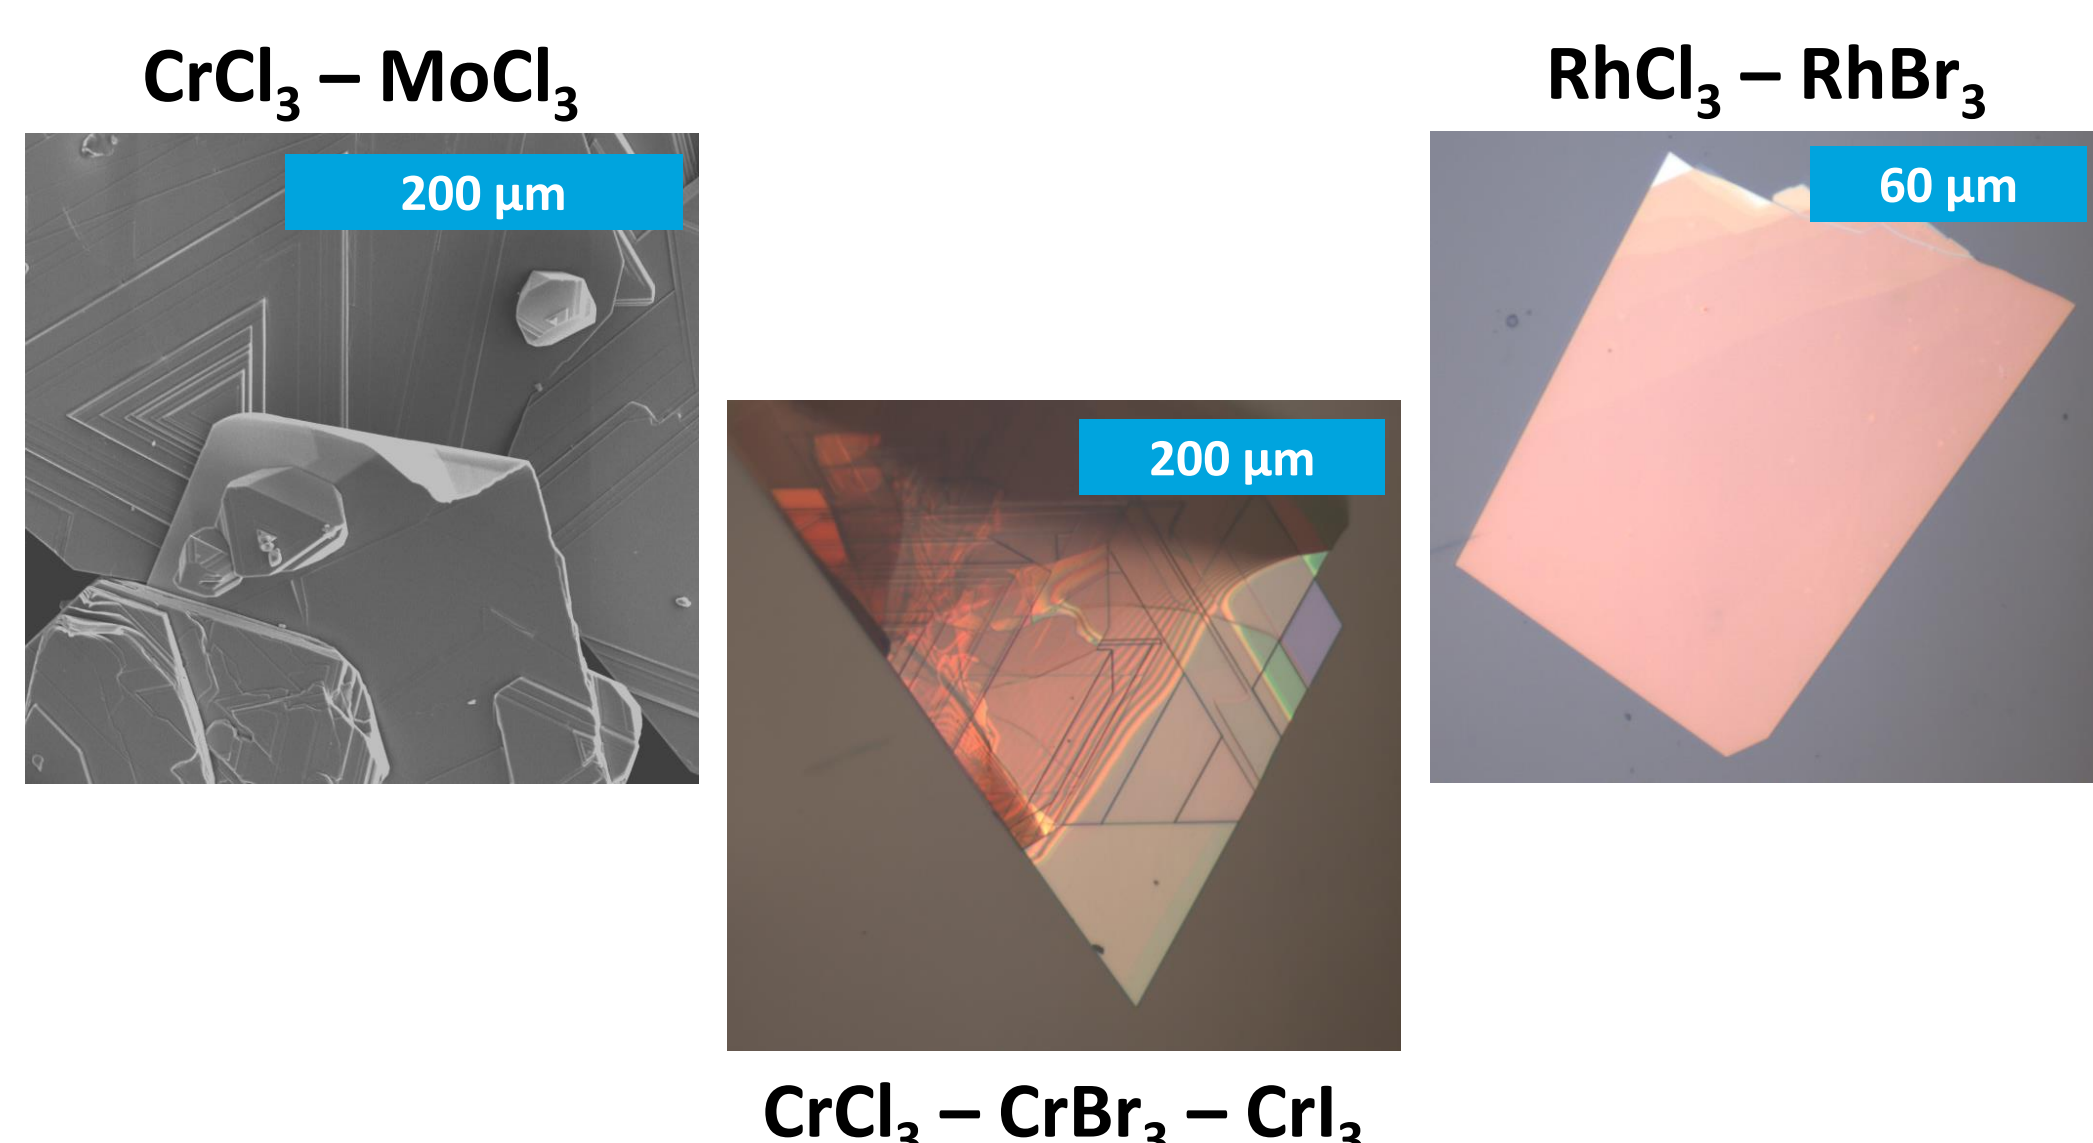 CrCl₃ – MoCl₃
200 µm
RhCl₃ – RhBr₃
60 µm
200 µm
CrCl₃ – CrBr₃ – CrI₃